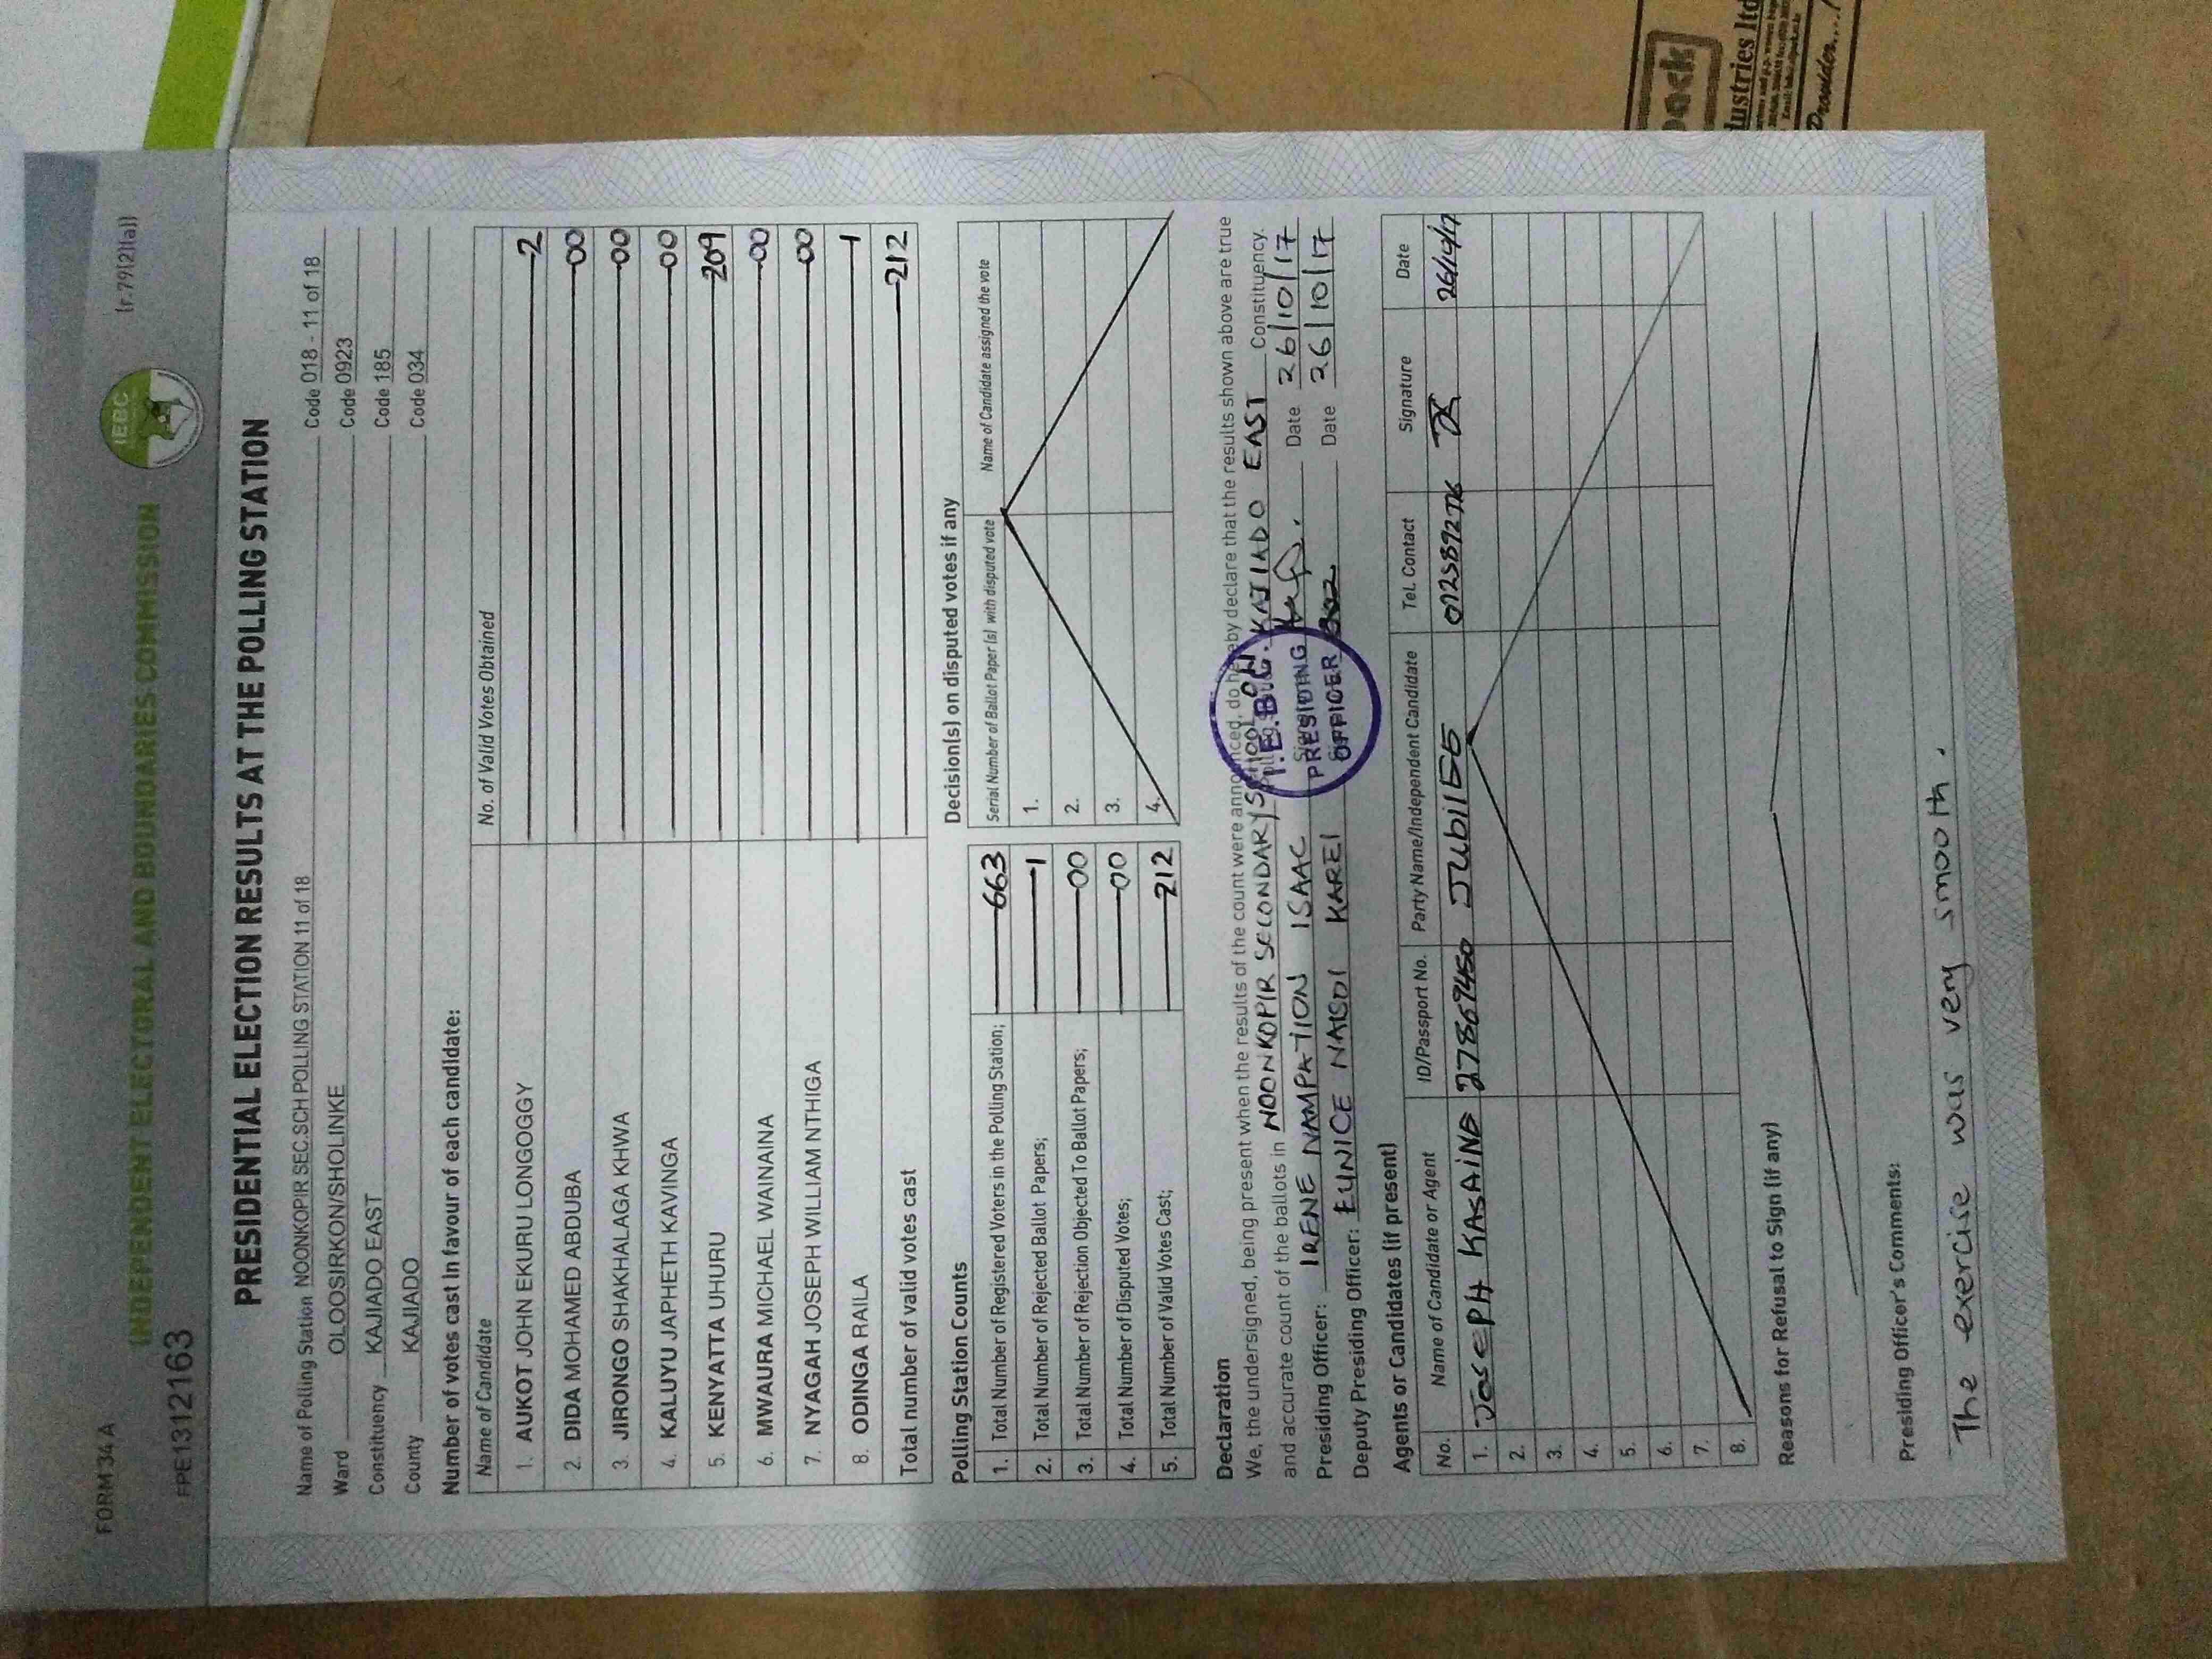 FORM 34 A
(r.79(2)(a))
INDEPENDENT ELECTORAL AND BOUNDARIES COMMISSION
IEBC
FPE1312163
PRESIDENTIAL ELECTION RESULTS AT THE POLLING STATION
Name of Polling Station NOONKOPIR SEC.SCH POLLING STATION 11 of 18 Code 018 - 11 of 18
Ward OLOOSIRKON/SHOLINKE Code 0923
Constituency KAJIADO EAST Code 185
County KAJIADO Code 034
Number of votes cast in favour of each candidate:
Name of Candidate No. of Valid Votes Obtained
1. AUKOT JOHN EKURU LONGOGGY 2
2. DIDA MOHAMED ABDUBA 00
3. JIRONGO SHAKHALAGA KHWA 00
4. KALUYU JAPHETH KAVINGA 00
5. KENYATTA UHURU 209
6. MWAURA MICHAEL WAINAINA 00
7. NYAGAH JOSEPH WILLIAM NTHIGA 00
8. ODINGA RAILA 1
Total number of valid votes cast 212
Polling Station Counts
1. Total Number of Registered Voters in the Polling Station; 663
2. Total Number of Rejected Ballot Papers; 1
3. Total Number of Rejection Objected To Ballot Papers; 00
4. Total Number of Disputed Votes; 00
5. Total Number of Valid Votes Cast; 212
Decision(s) on disputed votes if any
Serial Number of Ballot Paper (s) with disputed vote Name of Candidate assigned the vote
1.
2.
3.
4.
Declaration
We, the undersigned, being present when the results of the count were announced, do hereby declare that the results shown above are true
and accurate count of the ballots in NOONKOPIR SECONDARY SCHOOL KAJIADO EAST Constituency.
Presiding Officer: IRENE NAMPATION ISAAC Date 26/10/17
Deputy Presiding Officer: EUNICE NAISOI KAREI Date 26/10/17
I.E.B.C.
PRESIDING
OFFICER
Agents or Candidates (if present)
No. Name of Candidate or Agent ID/Passport No. Party Name/Independent Candidate Tel. Contact Signature Date
1. JOSEPH KASAINE 27869450 JUBILEE
2.
3.
4.
5.
6.
7.
8.
Reasons for Refusal to Sign (if any)
Presiding Officer's Comments:
The exercise was very smooth.
ustries ltd
Provider....!